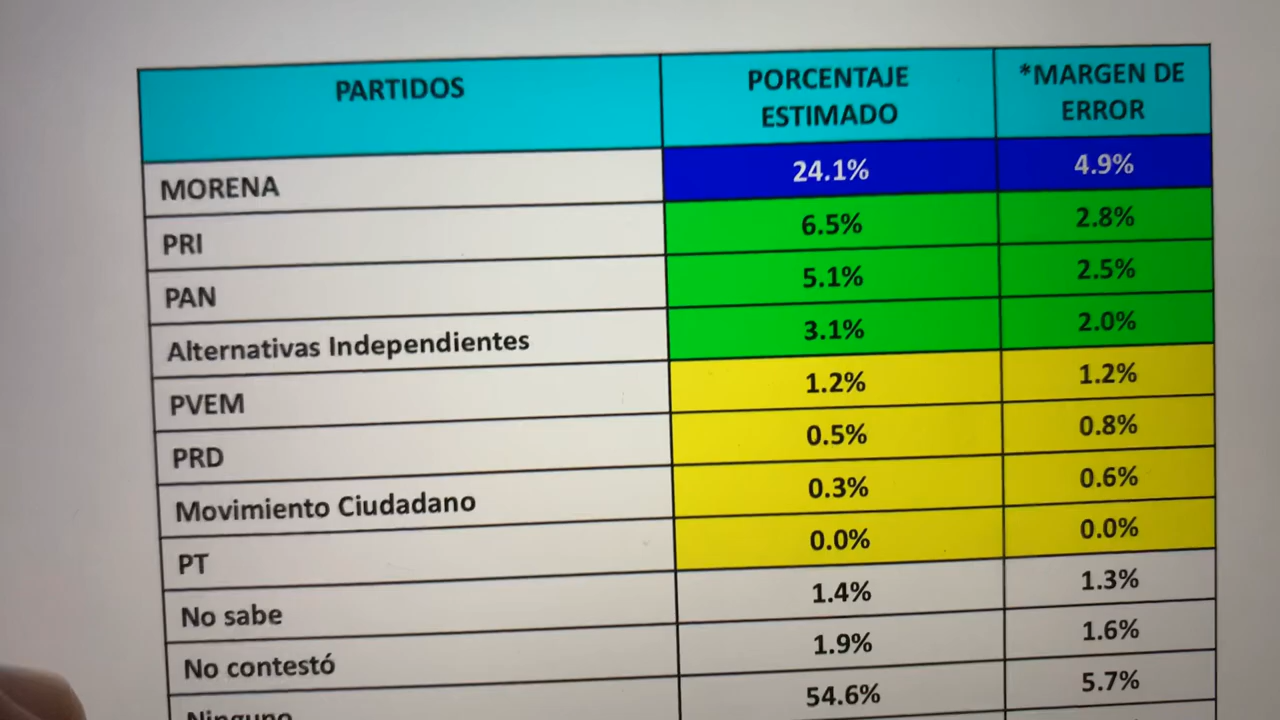 PARTIDOS PORCENTAJE ESTIMADO *MARGEN DE ERROR
MORENA 24.1% 4.9%
PRI 6.5% 2.8%
PAN 5.1% 2.5%
Alternativas Independientes 3.1% 2.0%
PVEM 1.2% 1.2%
PRD 0.5% 0.8%
Movimiento Ciudadano 0.3% 0.6%
PT 0.0% 0.0%
No sabe 1.4% 1.3%
No contestó 1.9% 1.6%
Ninguno 54.6% 5.7%